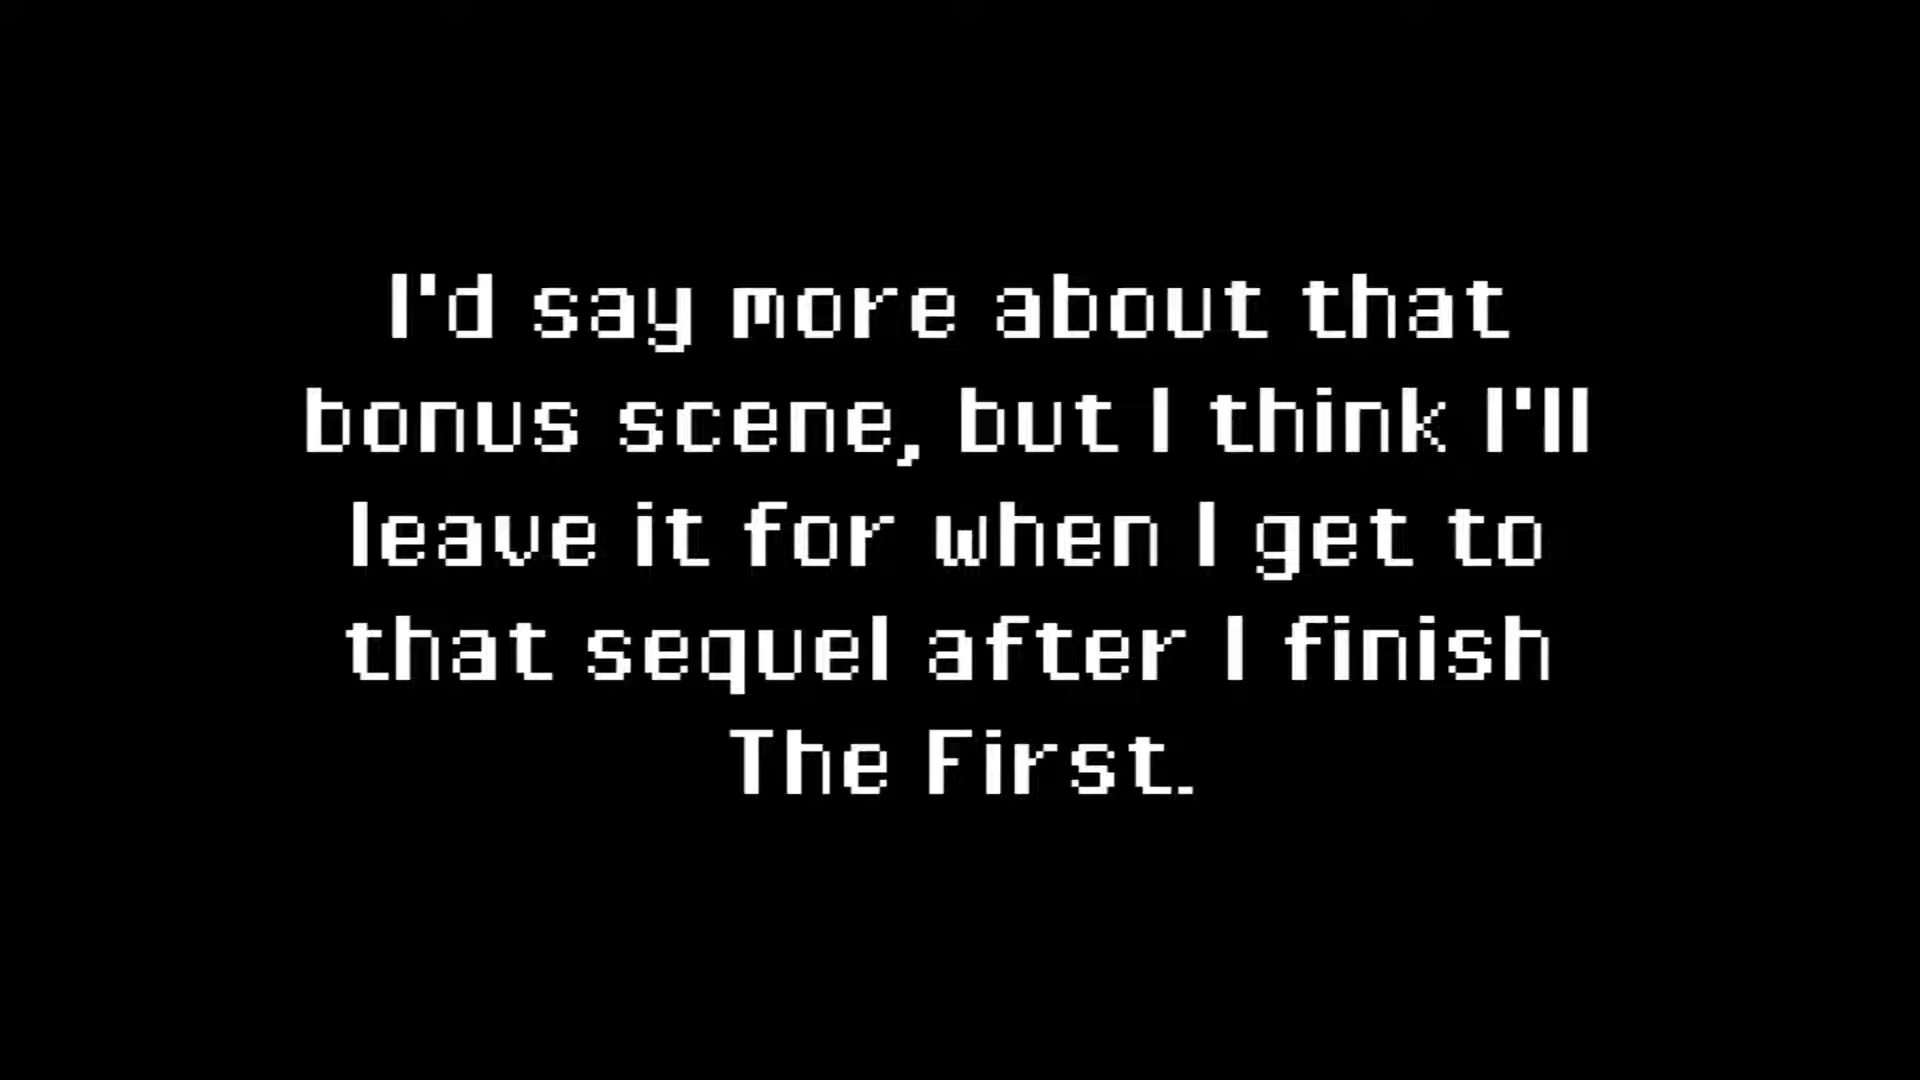 I'd say more about that
bonus scene, but I think I'll
leave it for when I get to
that sequel after I finish
The First.